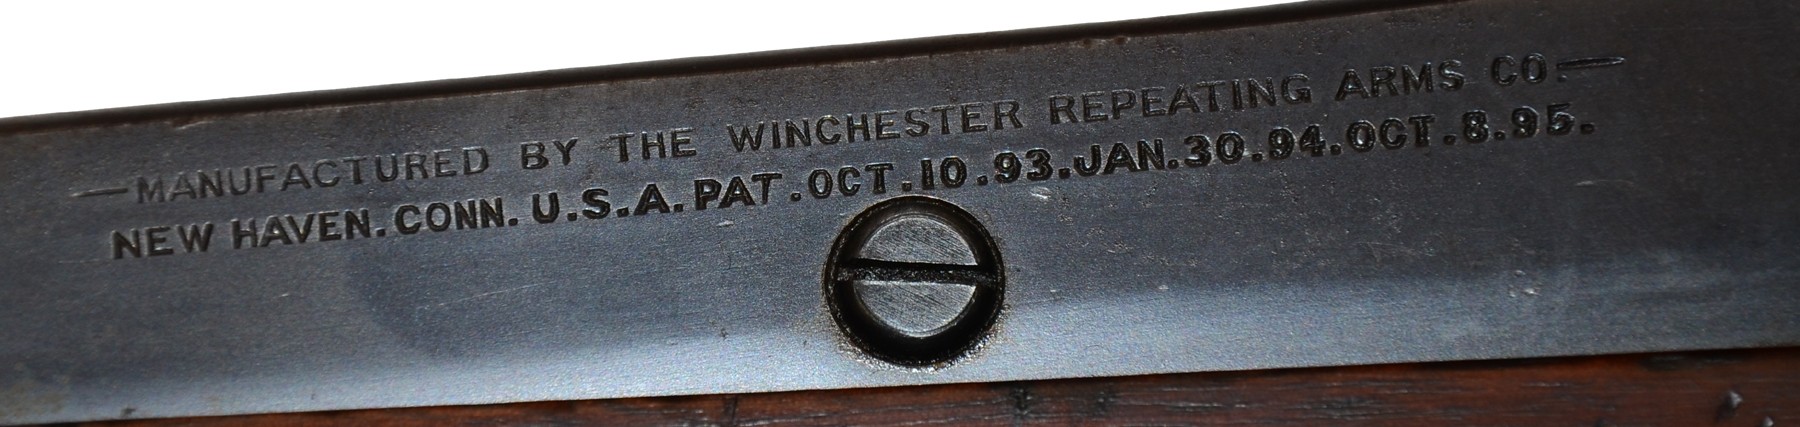 —MANUFACTURED BY THE WINCHESTER REPEATING ARMS CO.—
NEW HAVEN. CONN. U.S.A. PAT. OCT. 10. 93. JAN. 30. 94. OCT. 8. 95.